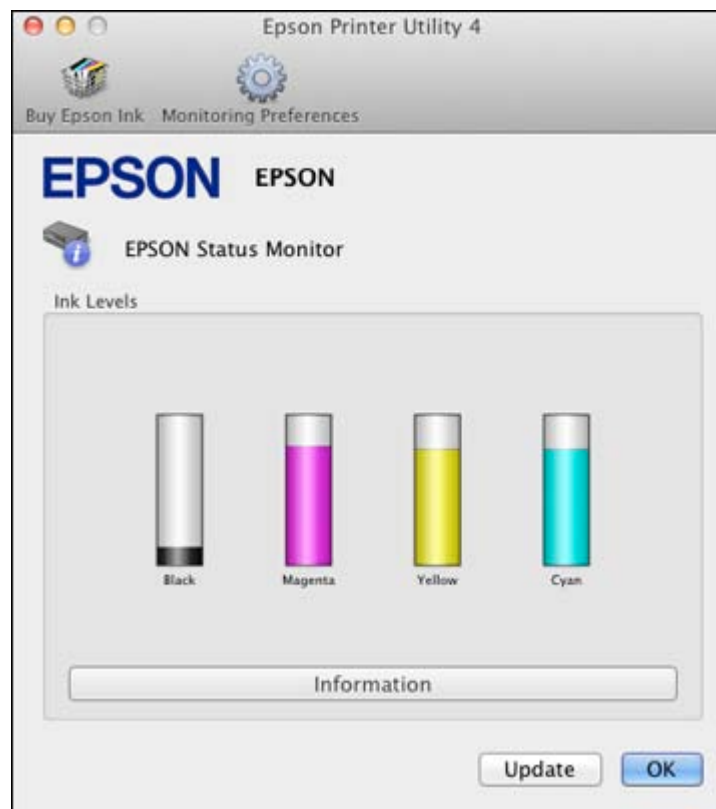 Epson Printer Utility 4
Buy Epson Ink Monitoring Preferences
EPSON EPSON
EPSON Status Monitor
Ink Levels
Black Magenta Yellow Cyan
Information
Update OK